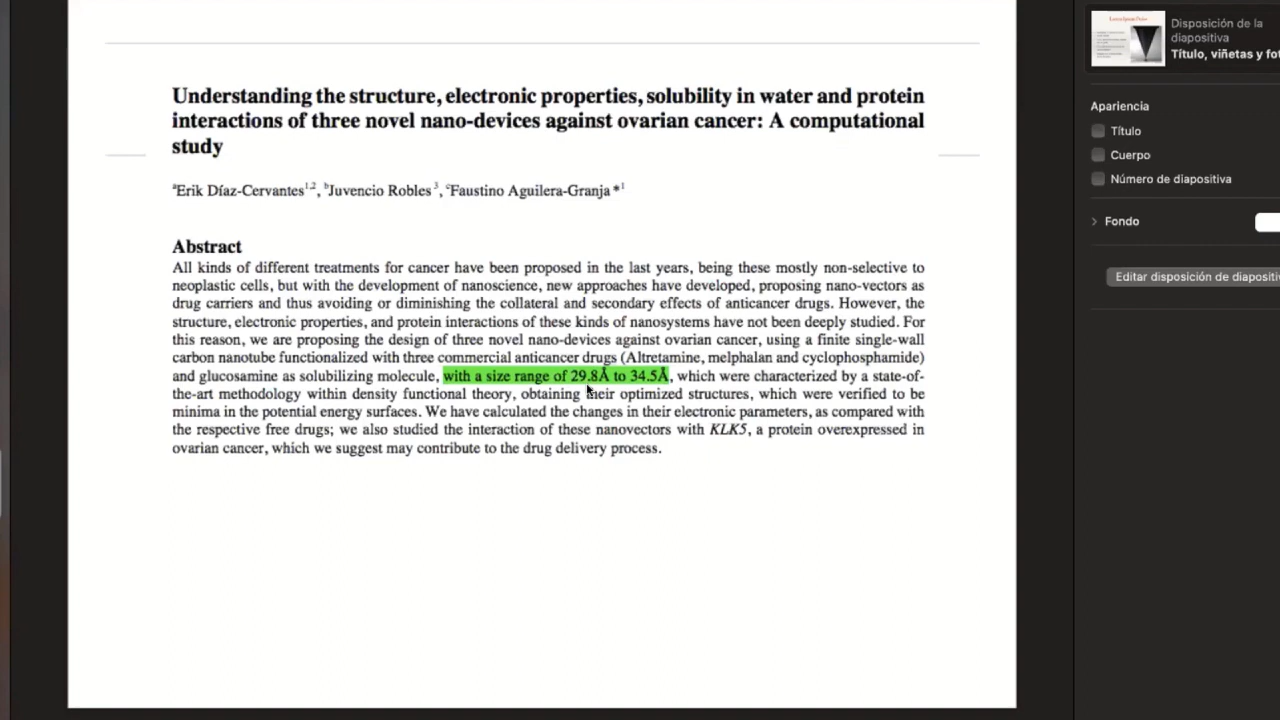 Understanding the structure, electronic properties, solubility in water and protein
interactions of three novel nano-devices against ovarian cancer: A computational
study
ᵃErik Díaz-Cervantes¹,², ᵇJuvencio Robles³, ᶜFaustino Aguilera-Granja*¹
Abstract
All kinds of different treatments for cancer have been proposed in the last years, being these mostly non-selective to
neoplastic cells, but with the development of nanoscience, new approaches have developed, proposing nano-vectors as
drug carriers and thus avoiding or diminishing the collateral and secondary effects of anticancer drugs. However, the
structure, electronic properties, and protein interactions of these kinds of nanosystems have not been deeply studied. For
this reason, we are proposing the design of three novel nano-devices against ovarian cancer, using a finite single-wall
carbon nanotube functionalized with three commercial anticancer drugs (Altretamine, melphalan and cyclophosphamide)
and glucosamine as solubilizing molecule, with a size range of 29.8Å to 34.5Å, which were characterized by a state-of-
the-art methodology within density functional theory, obtaining their optimized structures, which were verified to be
minima in the potential energy surfaces. We have calculated the changes in their electronic parameters, as compared with
the respective free drugs; we also studied the interaction of these nanovectors with KLK5, a protein overexpressed in
ovarian cancer, which we suggest may contribute to the drug delivery process.
Disposición de la
diapositiva
Título, viñetas y fot
Apariencia
Título
Cuerpo
Número de diapositiva
Fondo
Editar disposición de diapositi